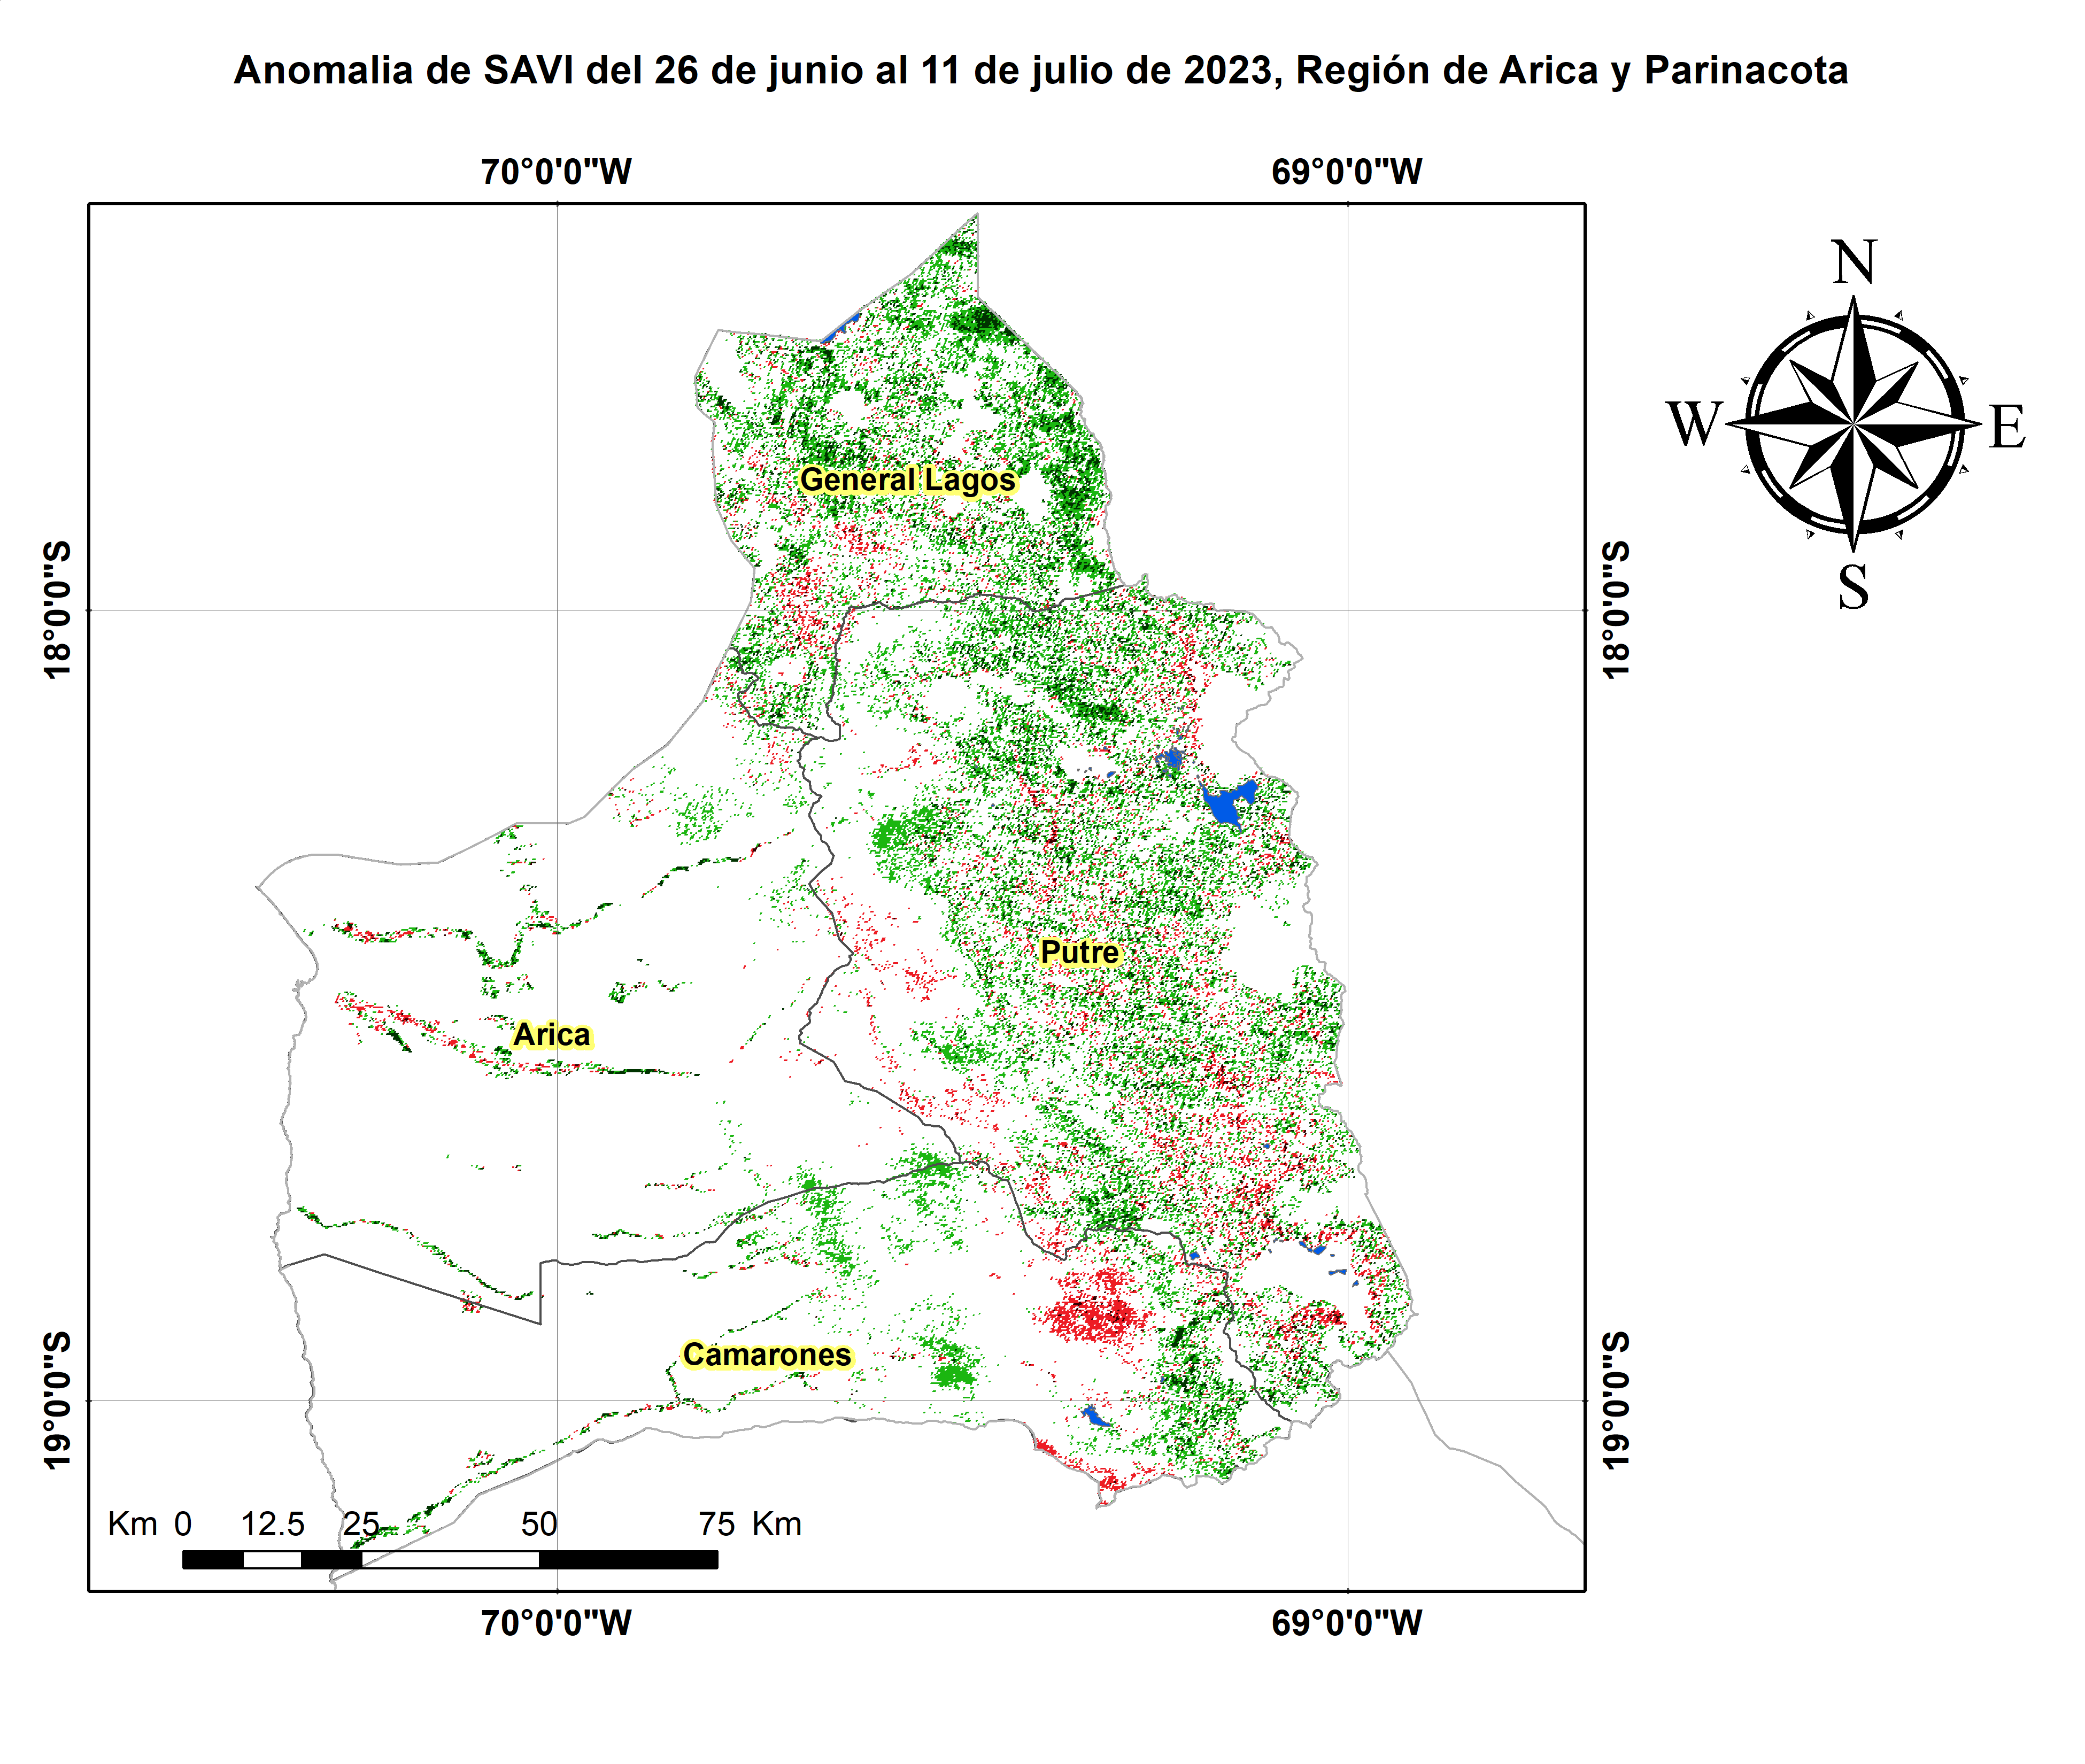 Anomalia de SAVI del 26 de junio al 11 de julio de 2023, Región de Arica y Parinacota
70°0'0"W 69°0'0"W
N
W E
S
General Lagos
18°0'0"S 18°0'0"S
Putre
Arica
Camarones
19°0'0"S 19°0'0"S
Km 0 12.5 25 50 75 Km
70°0'0"W 69°0'0"W